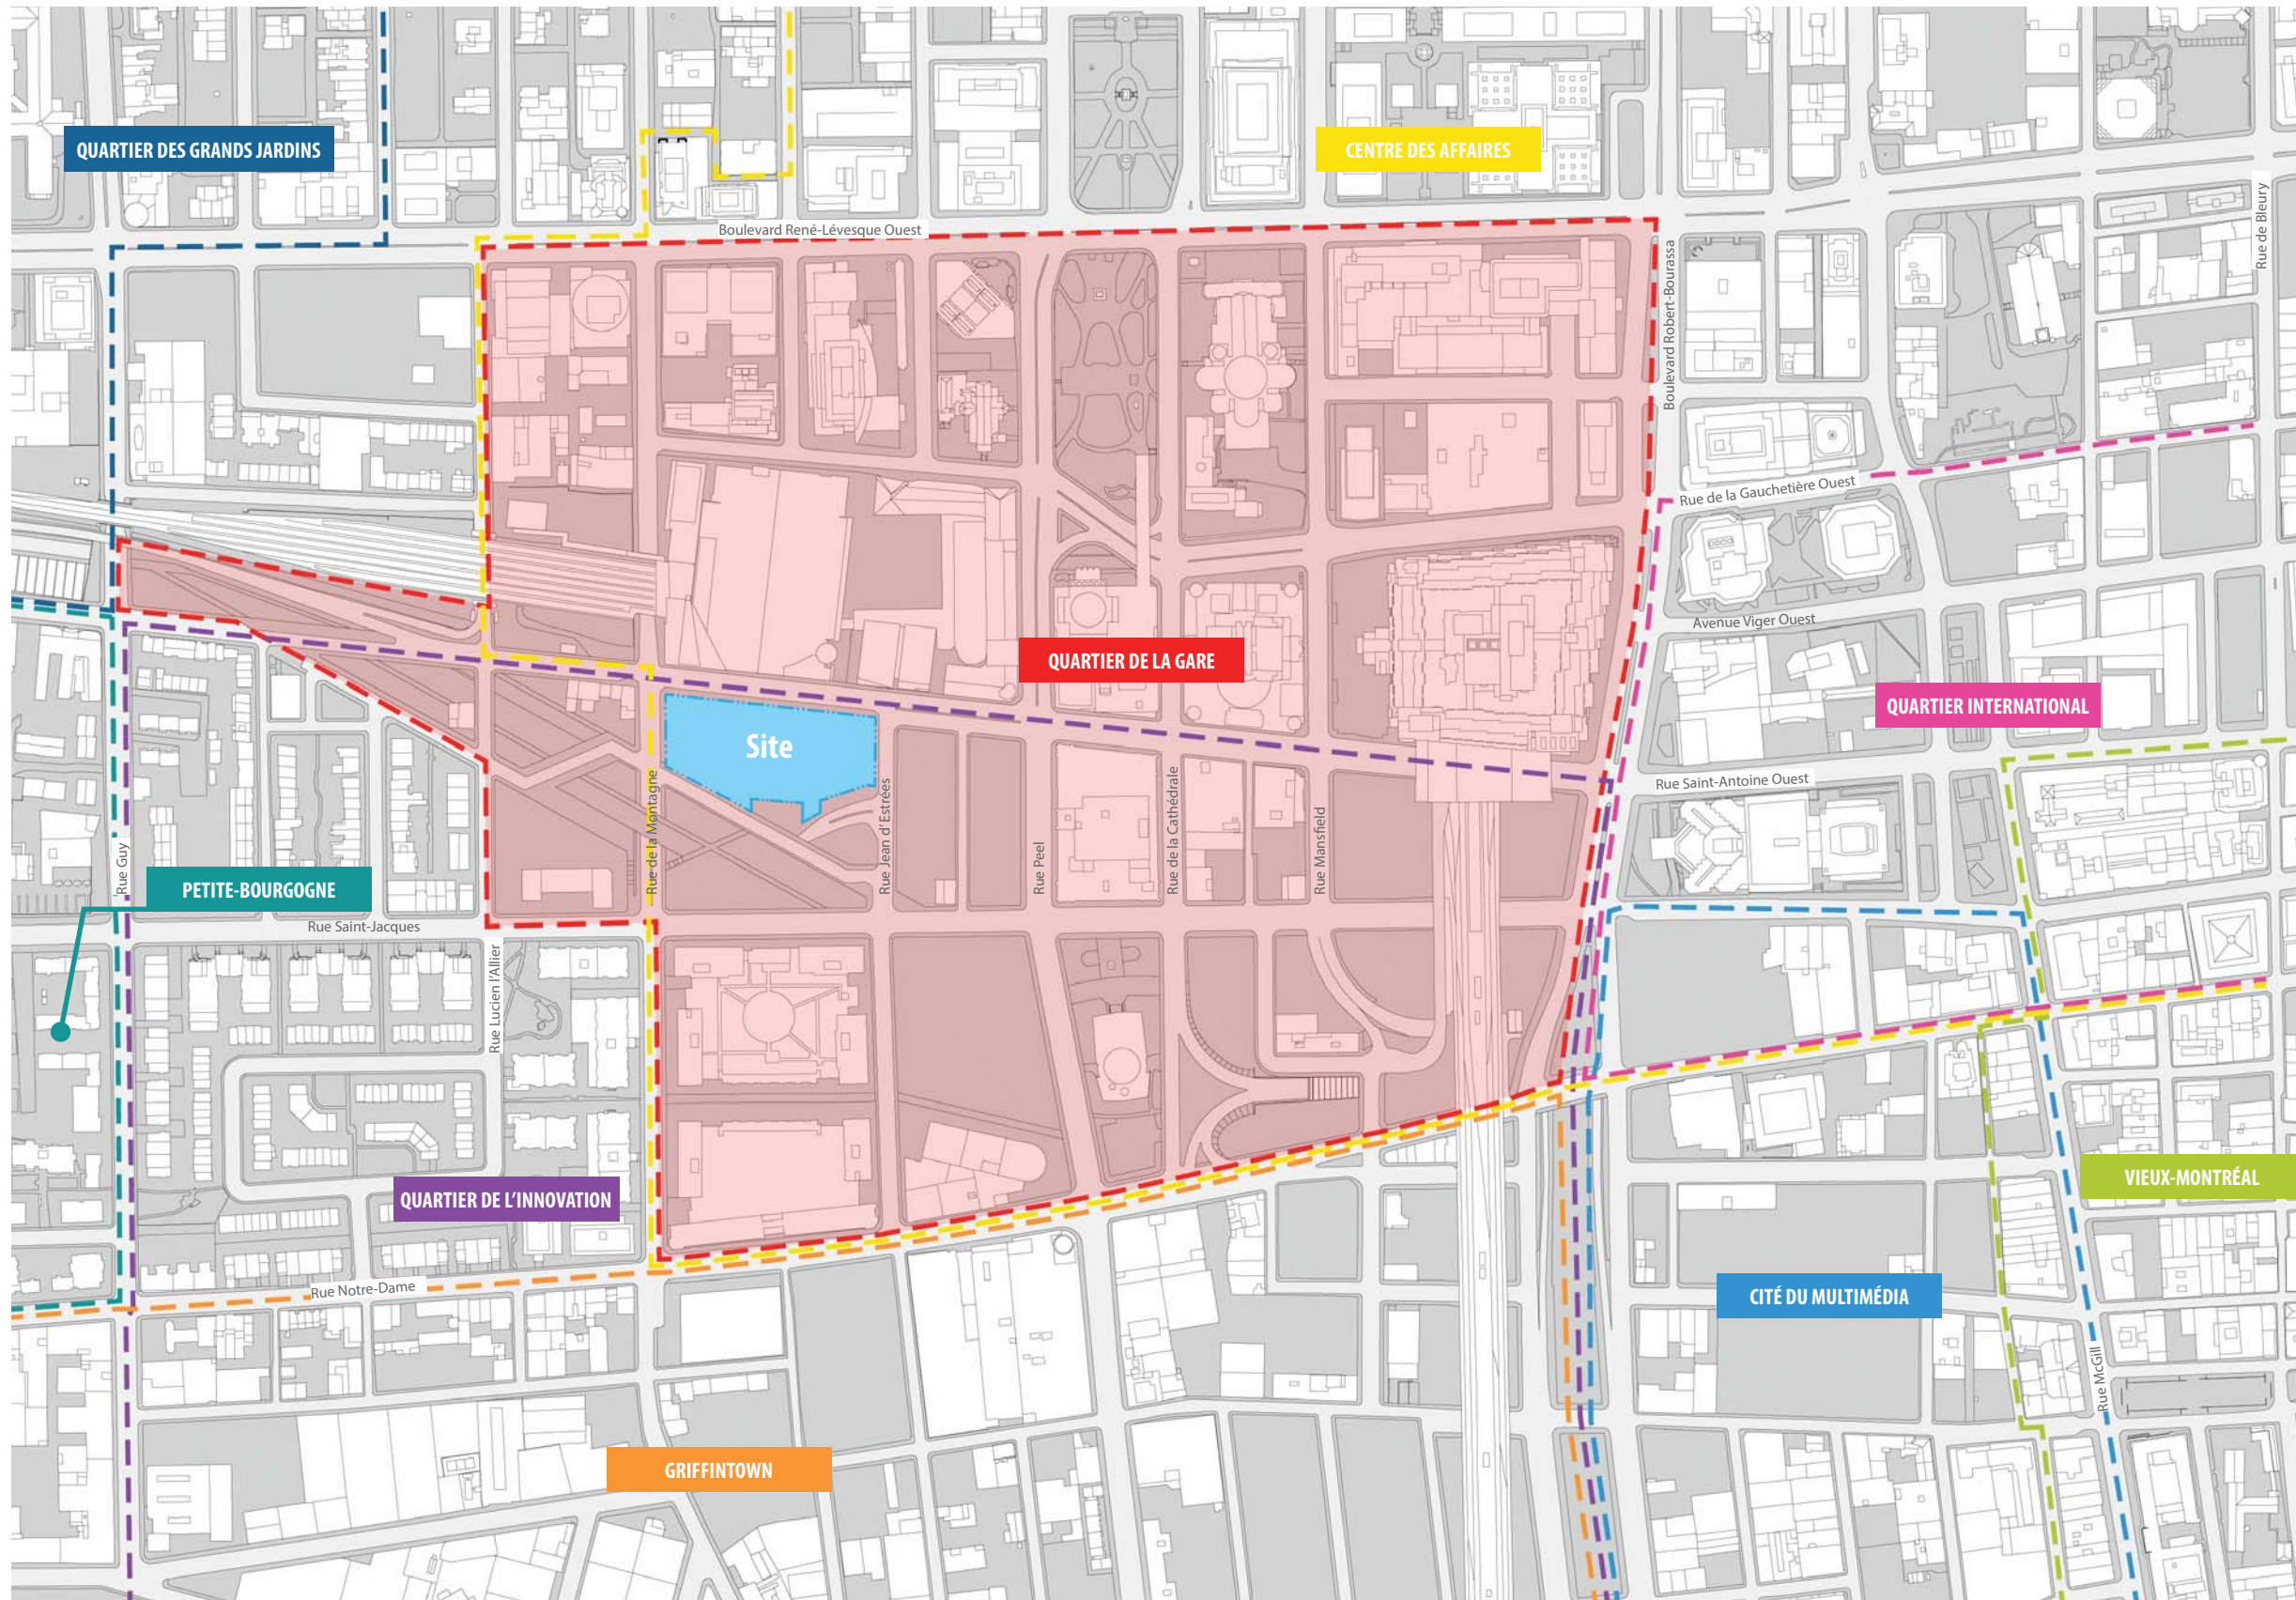 QUARTIER DES GRANDS JARDINS
CENTRE DES AFFAIRES
Boulevard René-Lévesque Ouest
Rue de Bleury
Boulevard Robert-Bourassa
Rue de la Gauchetière Ouest
Avenue Viger Ouest
QUARTIER DE LA GARE
QUARTIER INTERNATIONAL
Site
Rue Saint-Antoine Ouest
Rue de la Montagne
Rue Jean d'Estrées
Rue Peel
Rue de la Cathédrale
Rue Mansfield
Rue Guy
PETITE-BOURGOGNE
Rue Saint-Jacques
Rue Lucien l'Allier
VIEUX-MONTRÉAL
QUARTIER DE L'INNOVATION
Rue Notre-Dame
CITÉ DU MULTIMÉDIA
Rue McGill
GRIFFINTOWN